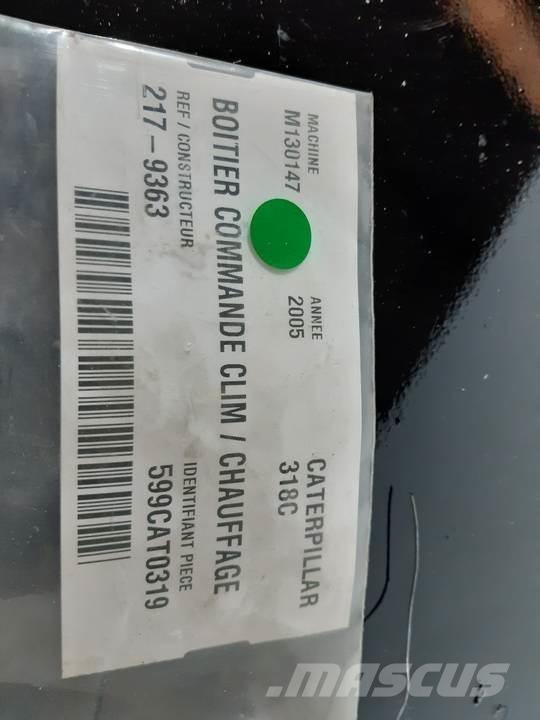 MACHINE
M130147
ANNEE
2005
CATERPILLAR
318C
BOITIER COMMANDE CLIM / CHAUFFAGE
REF / CONSTRUCTEUR
217-9363
IDENTIFIANT PIECE
599CAT0319
MASCUS